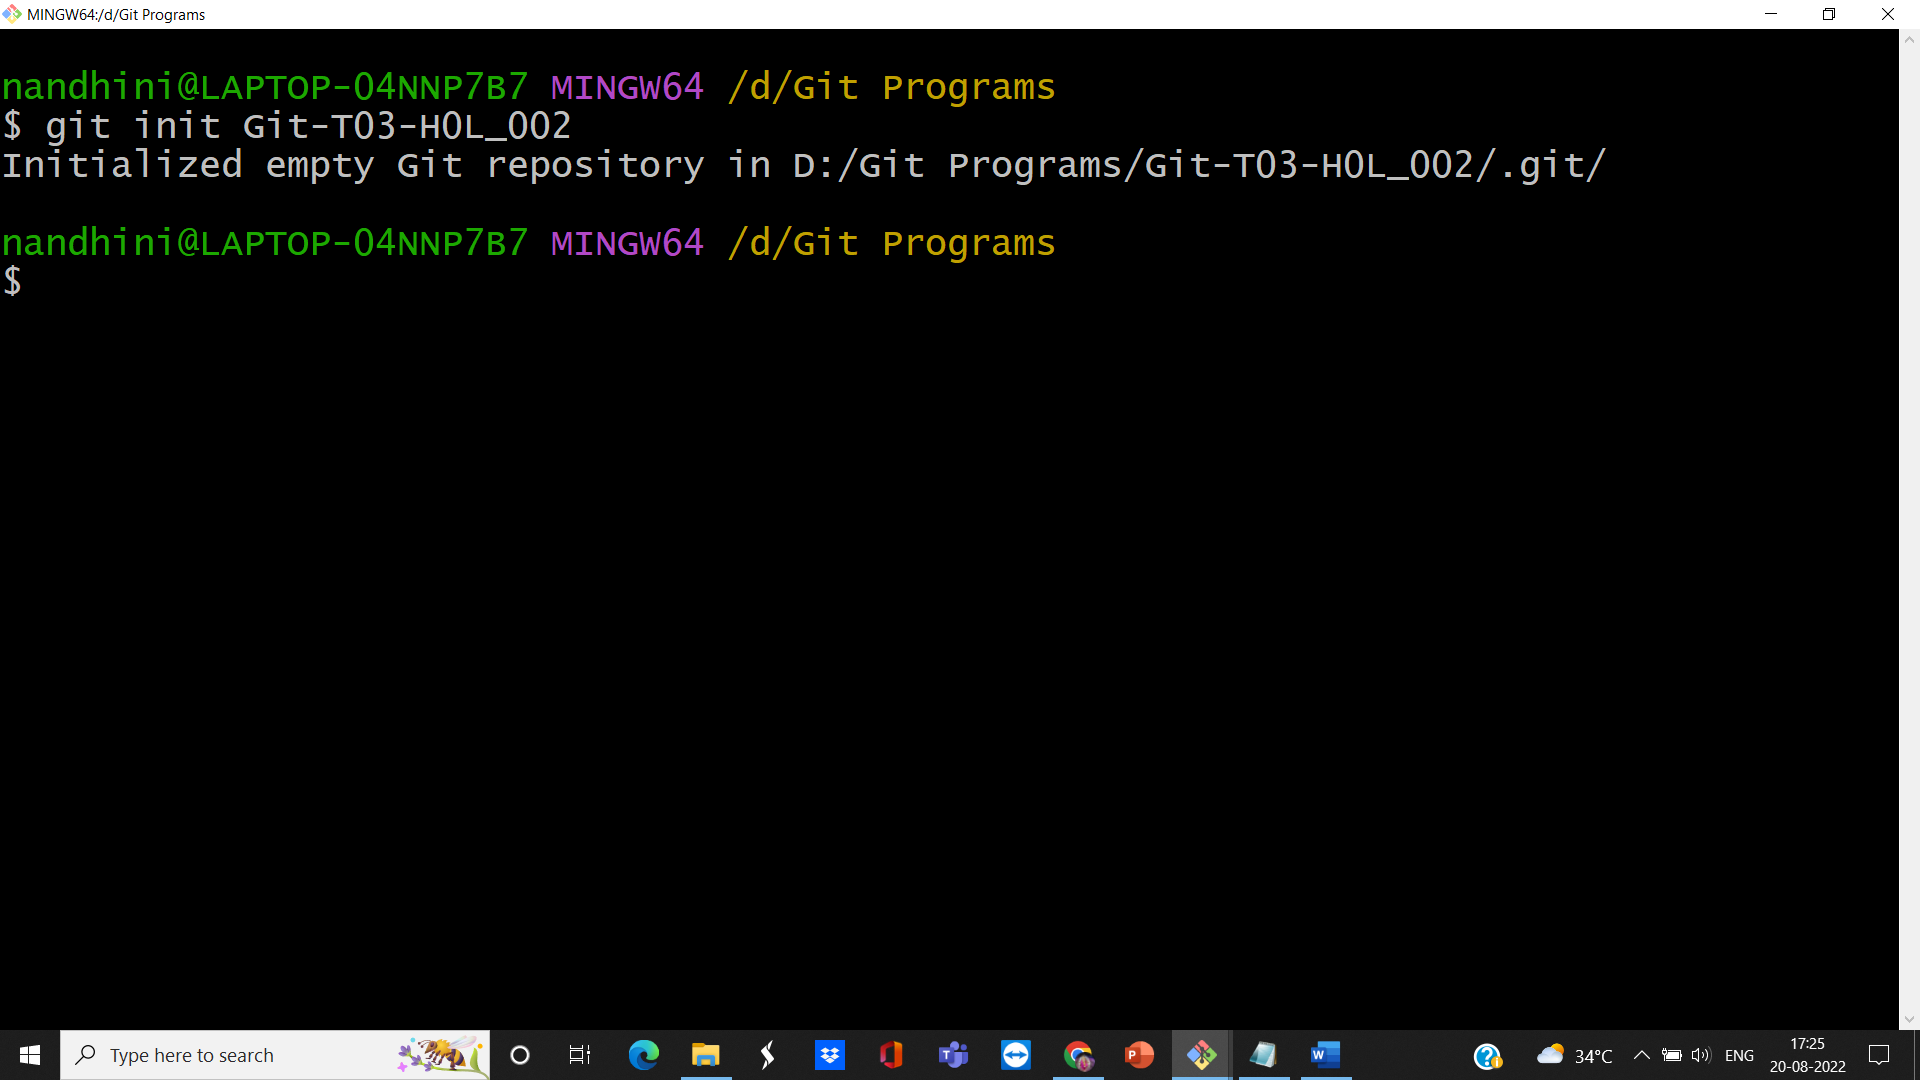 MINGW64:/d/Git Programs
nandhini@LAPTOP-04NNP7B7 MINGW64 /d/Git Programs
$ git init Git-T03-H0L_002
Initialized empty Git repository in D:/Git Programs/Git-T03-H0L_002/.git/
nandhini@LAPTOP-04NNP7B7 MINGW64 /d/Git Programs
$
Type here to search
34°C
ENG
17:25
20-08-2022